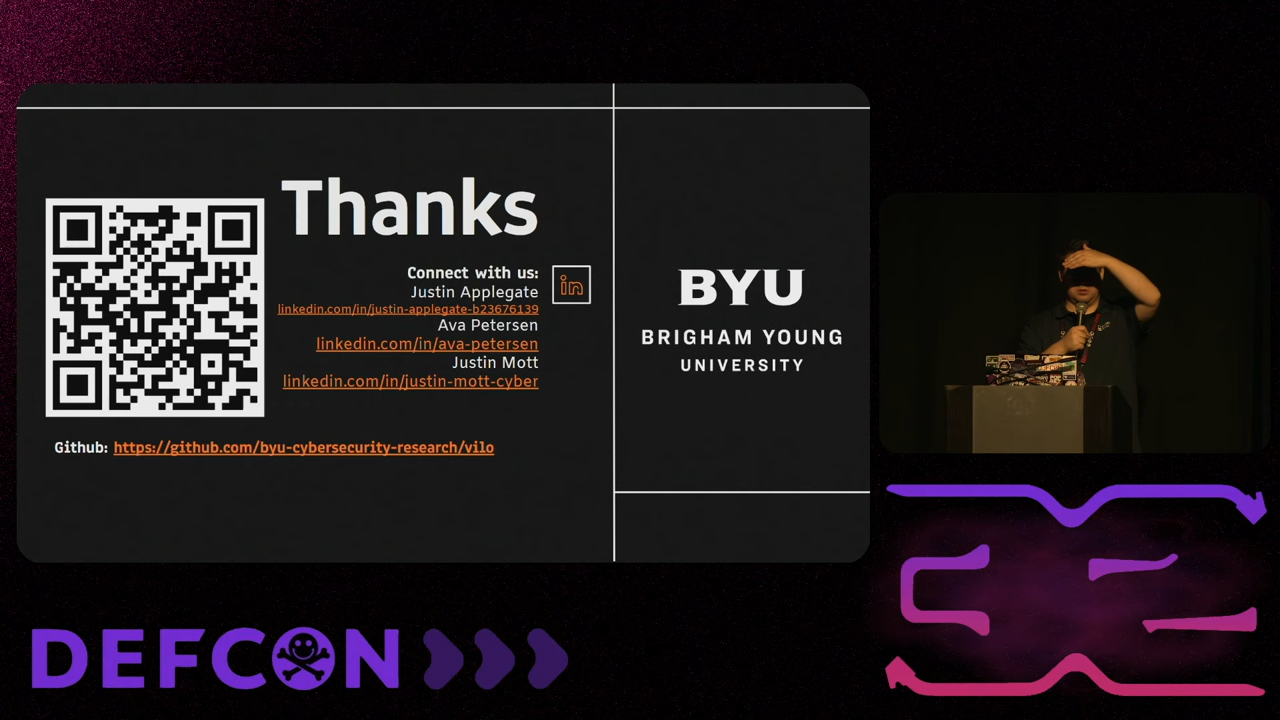 Thanks
Connect with us:
Justin Applegate
linkedin.com/in/justin-applegate-b23676139
Ava Petersen
linkedin.com/in/ava-petersen
Justin Mott
linkedin.com/in/justin-mott-cyber
Github: https://github.com/byu-cybersecurity-research/vilo
in
BYU
BRIGHAM YOUNG
UNIVERSITY
DEFCON